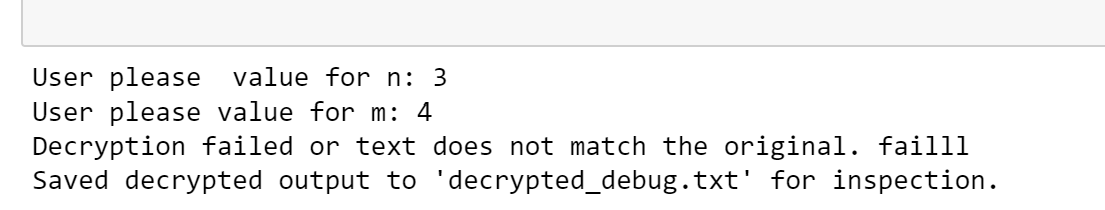 User please  value for n: 3
User please value for m: 4
Decryption failed or text does not match the original. failll
Saved decrypted output to 'decrypted_debug.txt' for inspection.